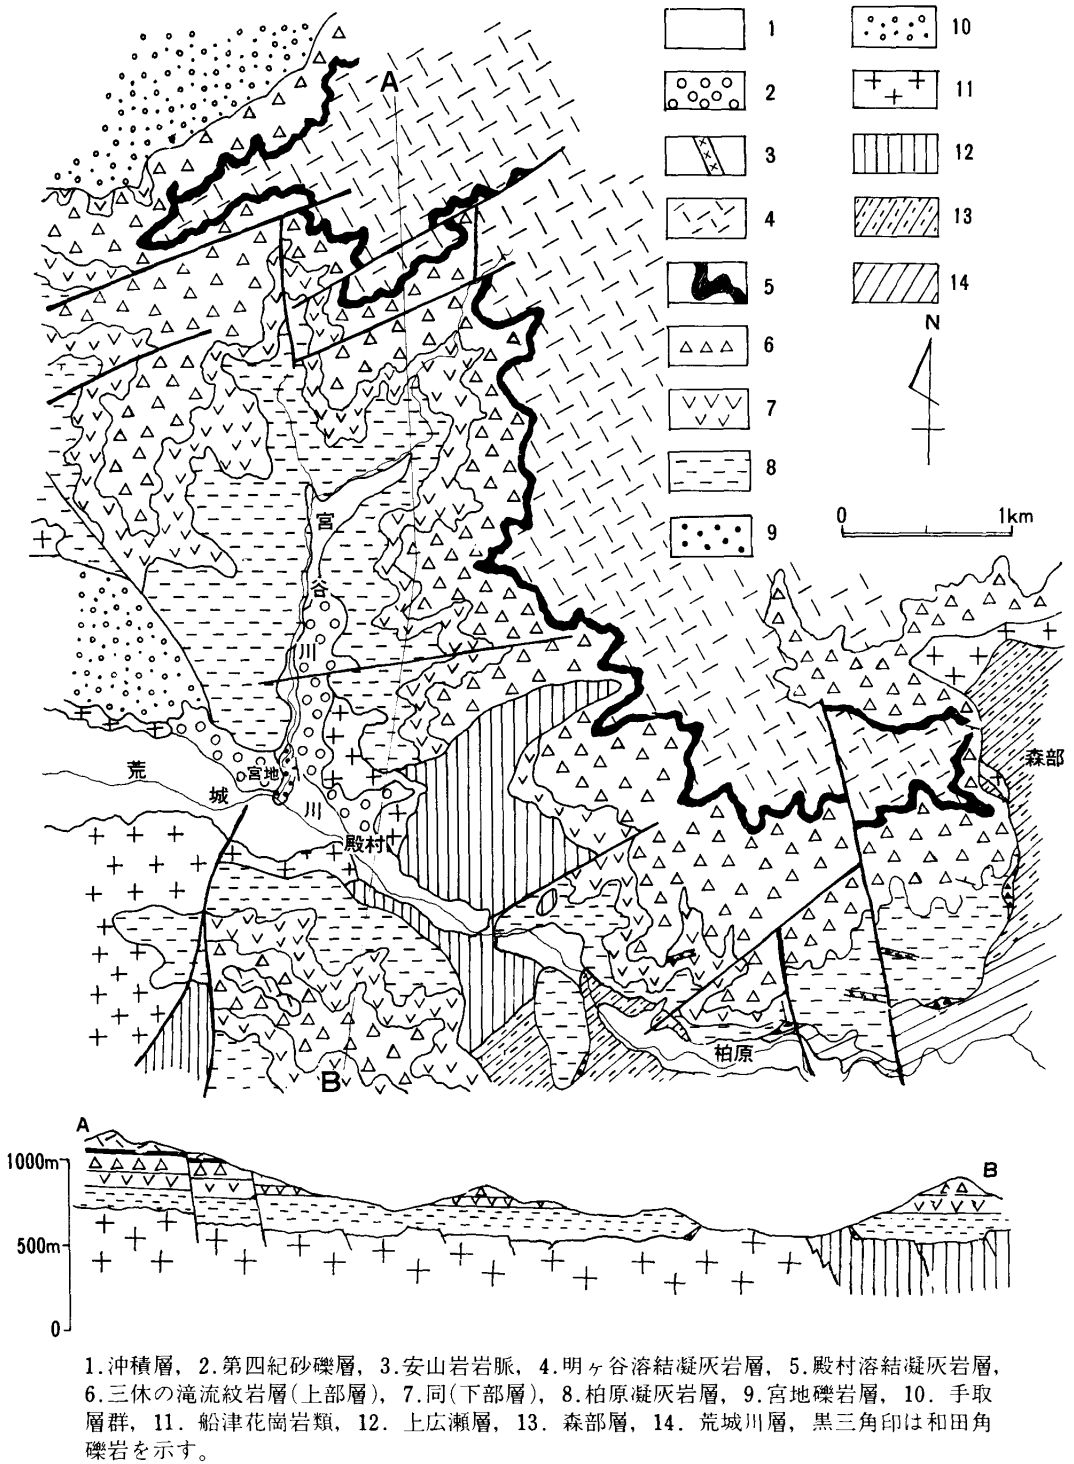 A
1
2
3
4
5
6
7
8
9
10
11
12
13
14
N
0 1km
宮
谷
川
荒
城
川
宮地
殿村
森部
柏原
B
A
B
1000m
500m
0
1.沖積層, 2.第四紀砂礫層, 3.安山岩岩脈, 4.明ヶ谷溶結凝灰岩層, 5.殿村溶結凝灰岩層,
6.三休の滝流紋岩層(上部層), 7.同(下部層), 8.柏原凝灰岩層, 9.宮地礫岩層, 10. 手取
層群, 11. 船津花崗岩類, 12. 上広瀬層, 13. 森部層, 14. 荒城川層, 黒三角印は和田角
礫岩を示す。